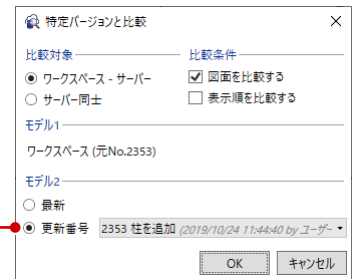 特定バージョンと比較
比較対象 比較条件
ワークスペース - サーバー 図面を比較する
サーバー同士 表示順を比較する
モデル1
ワークスペース (元No.2353)
モデル2
最新
更新番号 2353 柱を追加 (2019/10/24 11:44:40 by ユーザー
OK キャンセル